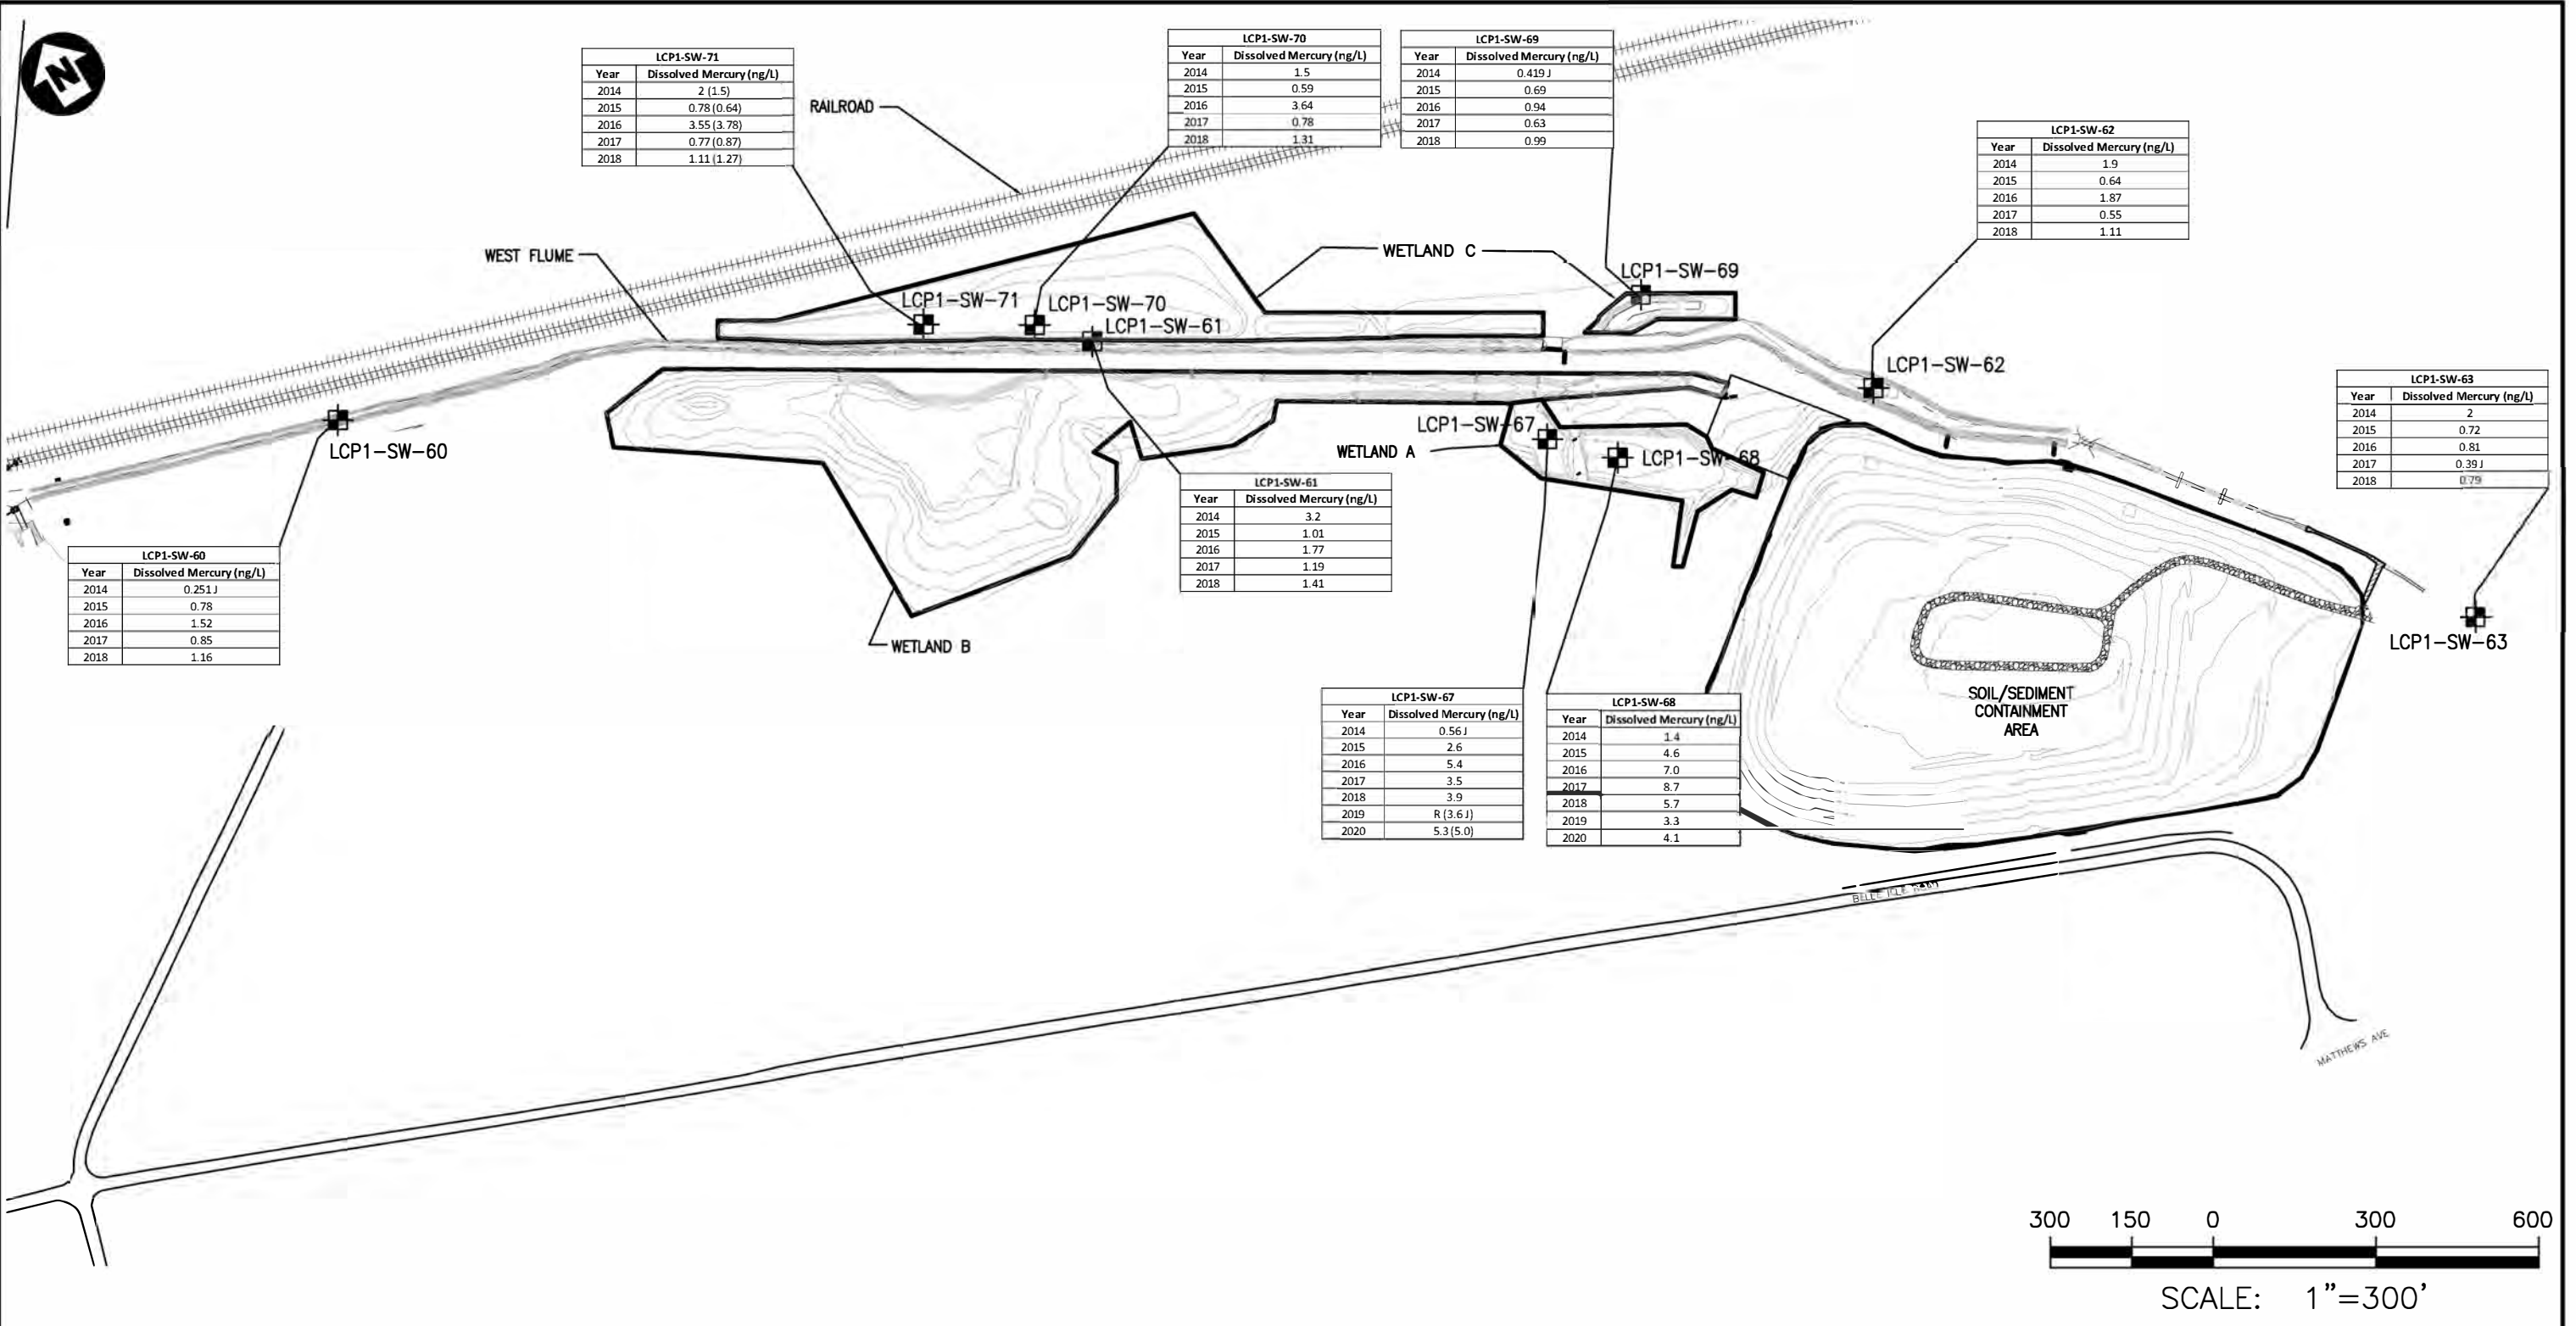 N
LCP1-SW-71
Year Dissolved Mercury (ng/L)
2014 2 (1.5)
2015 0.78 (0.64)
2016 3.55 (3.78)
2017 0.77 (0.87)
2018 1.11 (1.27)
RAILROAD
LCP1-SW-70
Year Dissolved Mercury (ng/L)
2014 1.5
2015 0.59
2016 3.64
2017 0.78
2018 1.31
LCP1-SW-69
Year Dissolved Mercury (ng/L)
2014 0.419 J
2015 0.69
2016 0.94
2017 0.63
2018 0.99
LCP1-SW-62
Year Dissolved Mercury (ng/L)
2014 1.9
2015 0.64
2016 1.87
2017 0.55
2018 1.11
WEST FLUME
WETLAND C
LCP1-SW-69
LCP1-SW-71
LCP1-SW-70
LCP1-SW-61
LCP1-SW-62
LCP1-SW-63
Year Dissolved Mercury (ng/L)
2014 2
2015 0.72
2016 0.81
2017 0.39 J
2018 0.79
LCP1-SW-60
LCP1-SW-67
WETLAND A
LCP1-SW-68
LCP1-SW-61
Year Dissolved Mercury (ng/L)
2014 3.2
2015 1.01
2016 1.77
2017 1.19
2018 1.41
LCP1-SW-60
Year Dissolved Mercury (ng/L)
2014 0.251 J
2015 0.78
2016 1.52
2017 0.85
2018 1.16
WETLAND B
LCP1-SW-63
LCP1-SW-67
Year Dissolved Mercury (ng/L)
2014 0.56 J
2015 2.6
2016 5.4
2017 3.5
2018 3.9
2019 R (3.6 J)
2020 5.3 (5.0)
LCP1-SW-68
Year Dissolved Mercury (ng/L)
2014 1.4
2015 4.6
2016 7.0
2017 8.7
2018 5.7
2019 3.3
2020 4.1
SOIL/SEDIMENT
CONTAINMENT
AREA
BELLE ISLE ROAD
MATTHEWS AVE
300 150 0 300 600
SCALE: 1"=300'